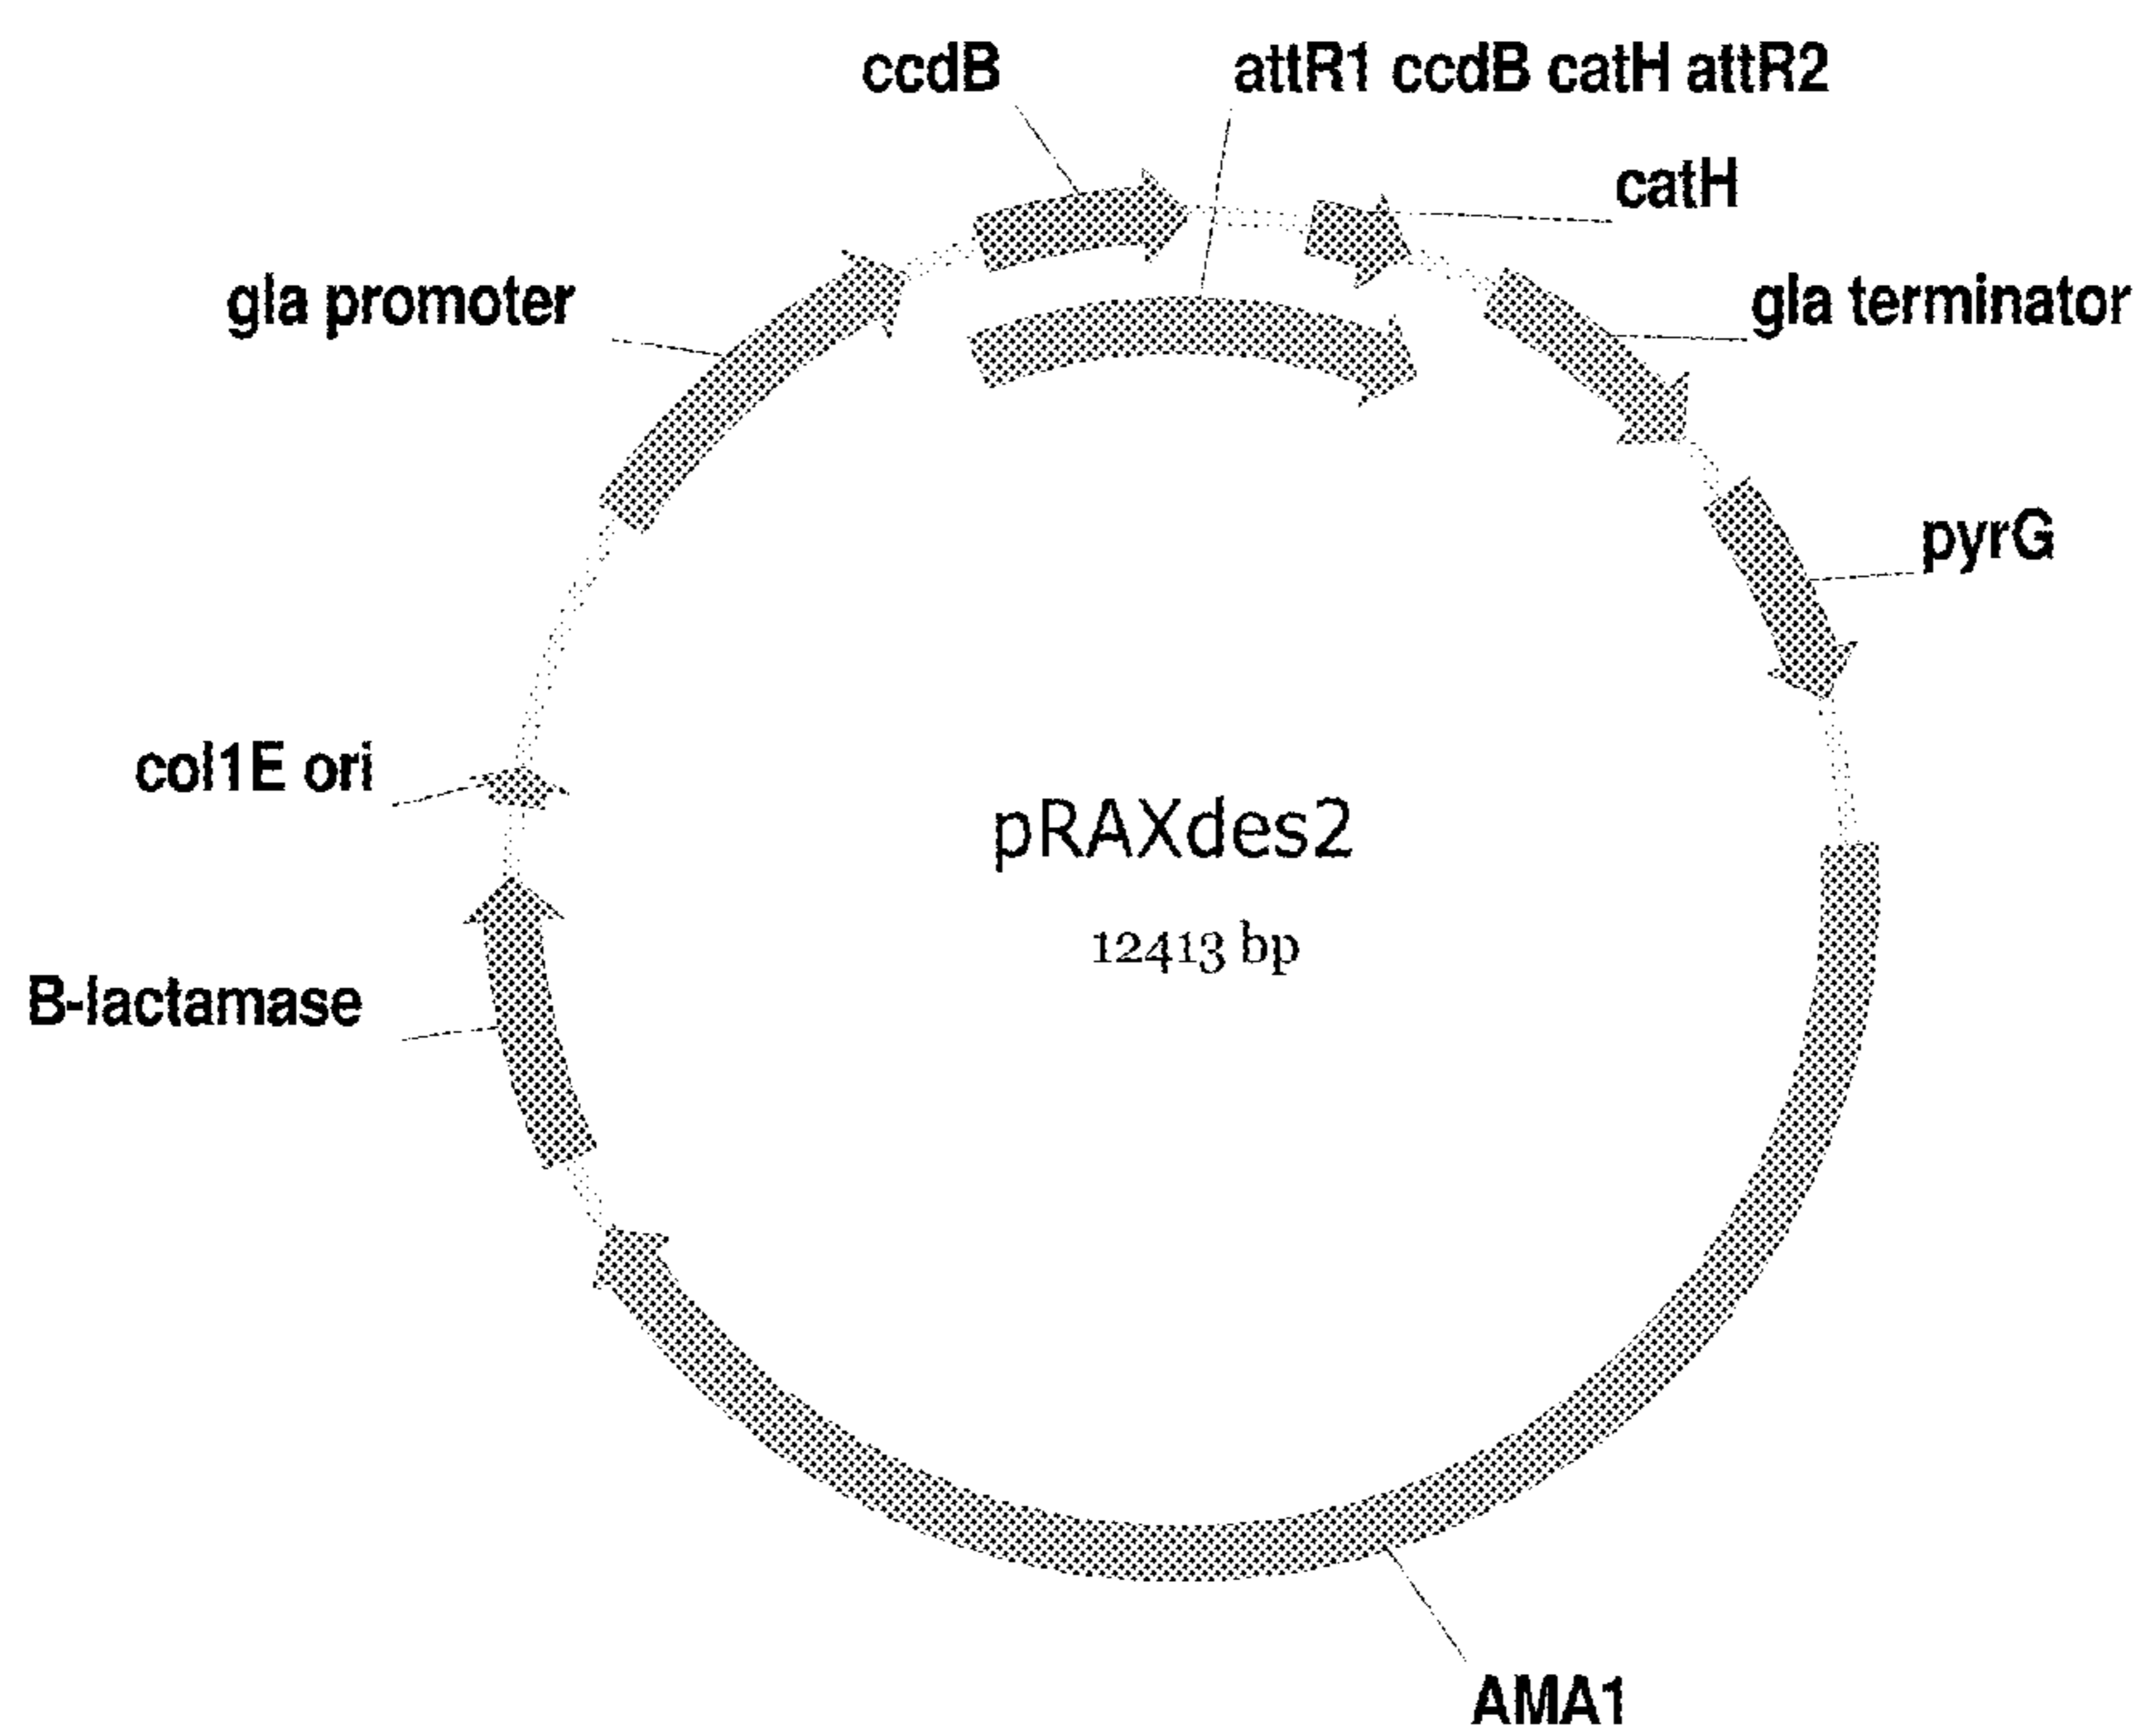 ccdB
attR1 ccdB catH attR2
catH
gla promoter
gla terminator
pyrG
col1E ori
pRAXdes2
12413 bp
B-lactamase
AMA1